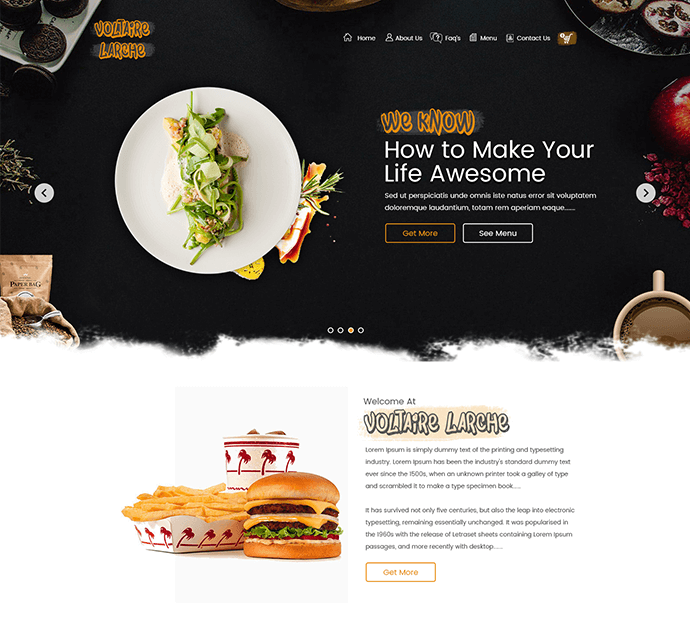 VOLTAIRE
LARCHE
Home About Us Faq's Menu Contact Us
WE KNOW
How to Make Your
Life Awesome
Sed ut perspiciatis unde omnis iste natus error sit voluptatem
doloremque laudantium, totam rem aperiam eaque......
Get More See Menu
PAPER BAG
Welcome At
VOLTAIRE LARCHE
Lorem Ipsum is simply dummy text of the printing and typesetting
industry. Lorem Ipsum has been the industry's standard dummy text
ever since the 1500s, when an unknown printer took a galley of type
and scrambled it to make a type specimen book.....
It has survived not only five centuries, but also the leap into electronic
typesetting, remaining essentially unchanged. It was popularised in
the 1960s with the release of Letraset sheets containing Lorem Ipsum
passages, and more recently with desktop......
Get More